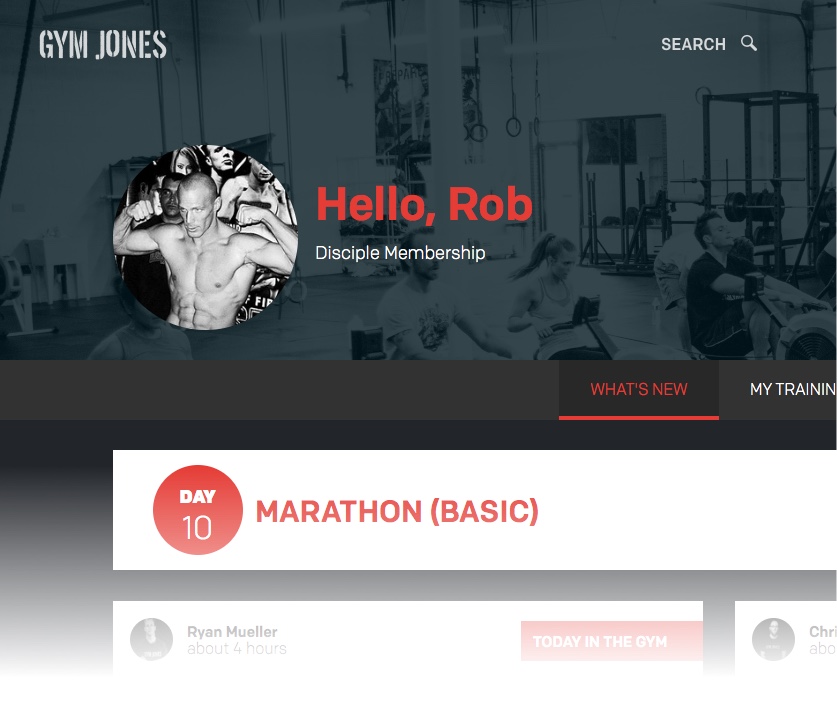 GYM JONES
SEARCH
Hello, Rob
Disciple Membership
WHAT'S NEW
MY TRAININ
DAY
10
MARATHON (BASIC)
Ryan Mueller
about 4 hours
TODAY IN THE GYM
Chri
abo